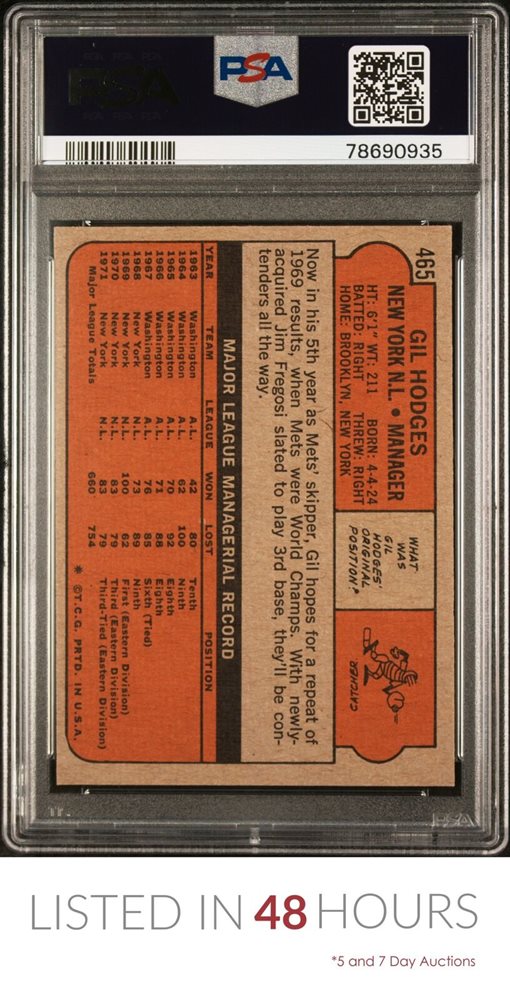 PSA
PSA
78690935
465
GIL HODGES
NEW YORK N.L. • MANAGER
HT: 6'1" WT: 211 BORN: 4-4-24
BATTED: RIGHT THREW: RIGHT
HOME: BROOKLYN, NEW YORK
WHAT
WAS
GIL
HODGES'
ORIGINAL
POSITION?
CATCHER
Now in his 5th year as Mets' skipper, Gil hopes for a repeat of
1969 results, when Mets were World Champs. With newly-
acquired Jim Fregosi slated to play 3rd base, they'll be con-
tenders all the way.
MAJOR LEAGUE MANAGERIAL RECORD
YEAR TEAM LEAGUE WON LOST POSITION
1963 Washington A.L. 42 80 Tenth
1964 Washington A.L. 62 100 Ninth
1965 Washington A.L. 70 92 Eighth
1966 Washington A.L. 71 88 Eighth
1967 Washington A.L. 76 85 Sixth (Tied)
1968 New York N.L. 73 89 Ninth
1969 New York N.L. 100 62 First (Eastern Division)
1970 New York N.L. 83 79 Third (Eastern Division)
1971 New York N.L. 83 79 Third-Tied (Eastern Division)
Major League Totals 660 754
* ©T.C.G. PRTD. IN U.S.A.
PSA
LISTED IN 48 HOURS
*5 and 7 Day Auctions